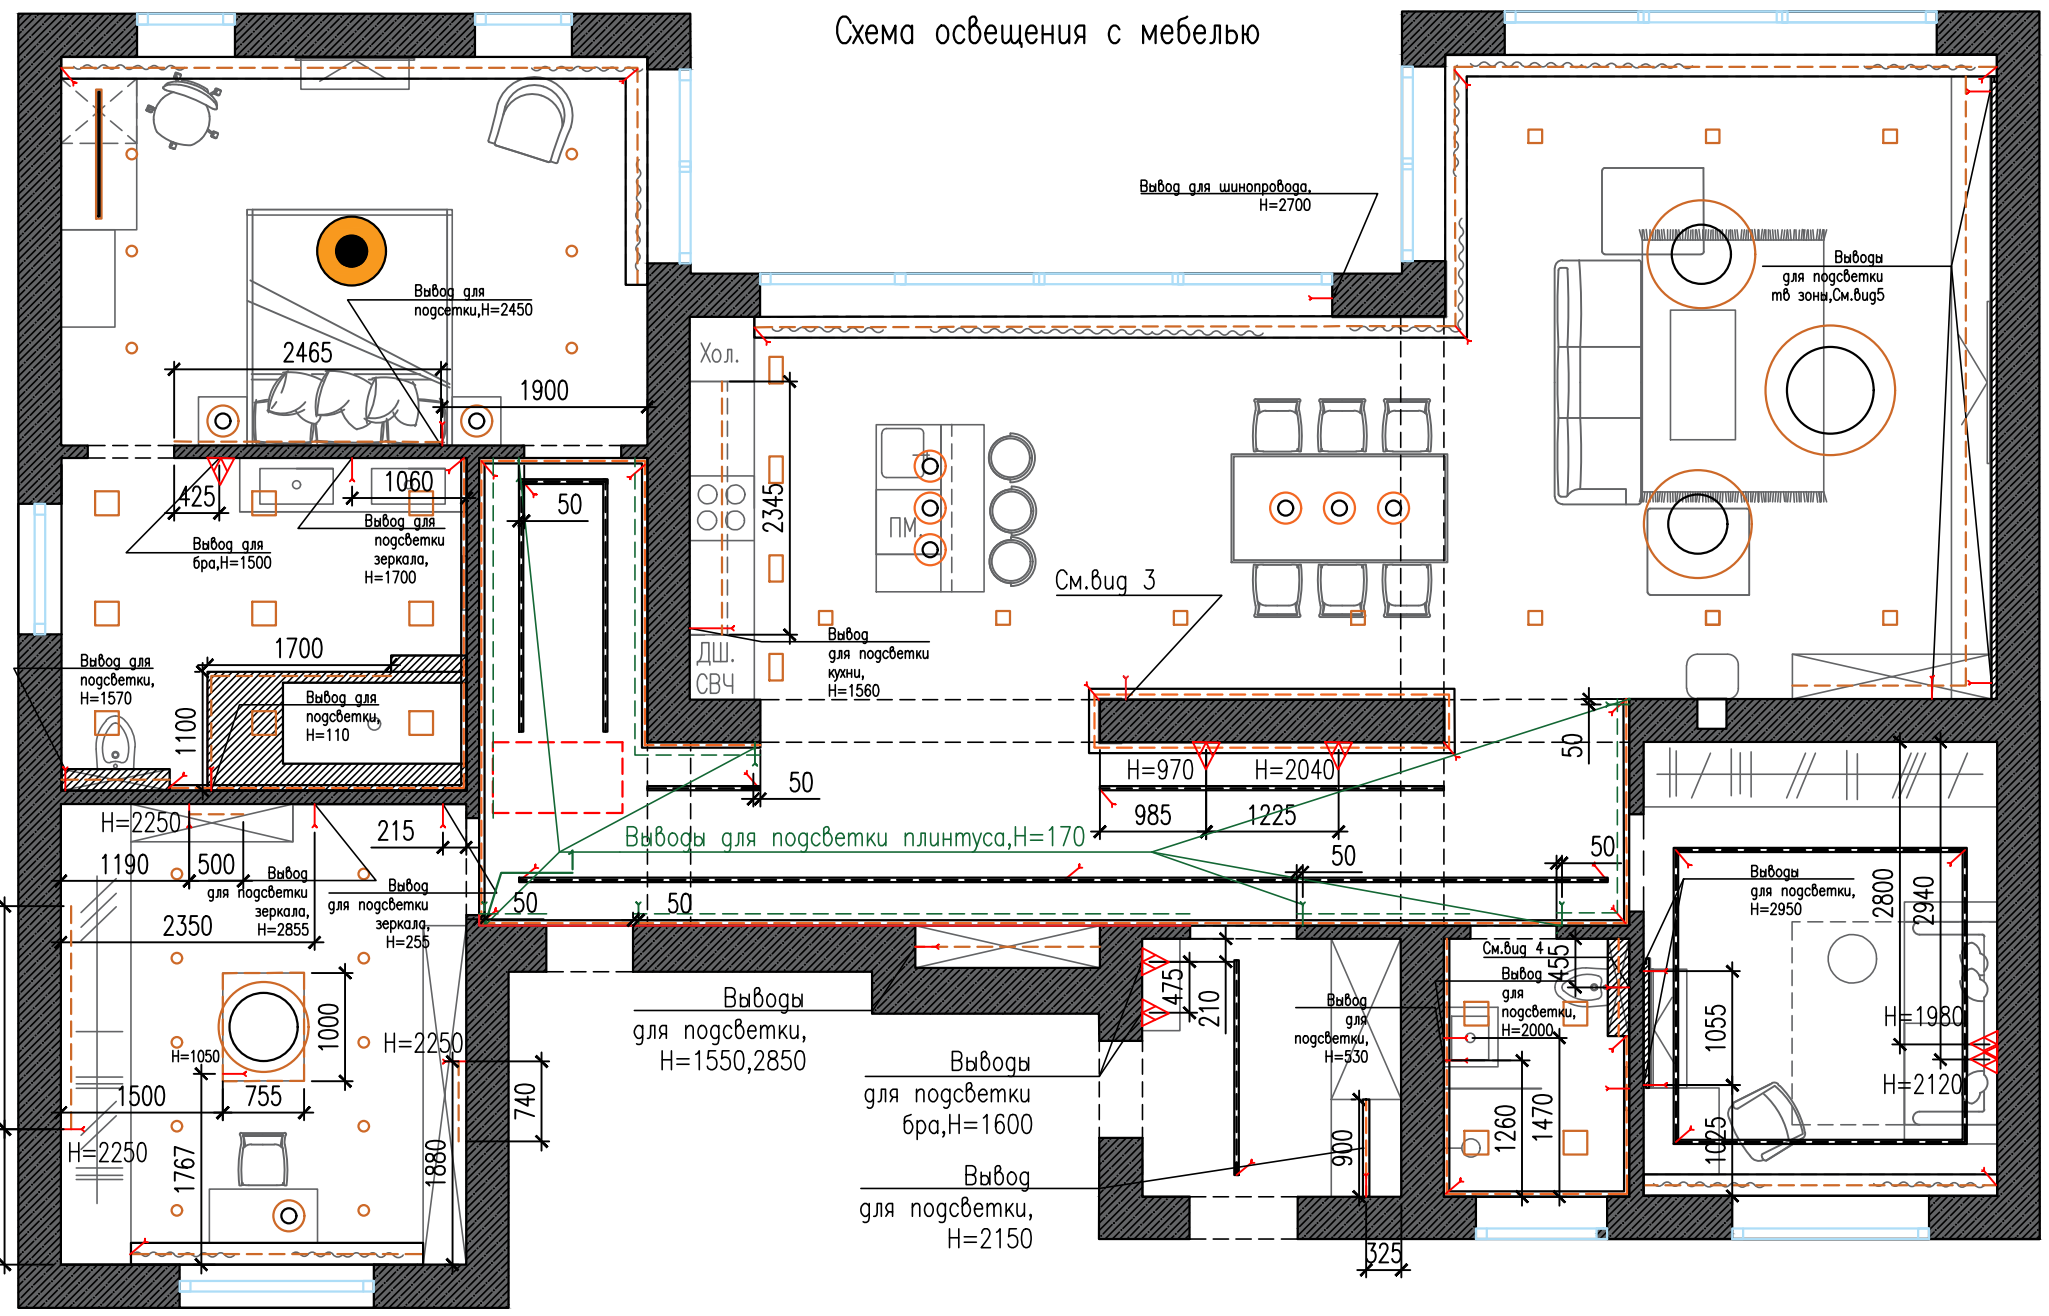 Схема освещения с мебелью
Вывод для шинопровода,
H=2700
Выводы
для подсветки
тв зоны,См.вид5
Вывод для
подсетки,H=2450
2465
1900
Хол.
2345
ПМ.
ДШ.
СВЧ
Вывод
для подсветки
кухни,
H=1560
См.вид 3
425
1060
50
Вывод для
бра,H=1500
Вывод для
подсветки
зеркала,
H=1700
1700
1100
Вывод для
подсветки,
H=1570
Вывод для
подсветки,
H=110
50
50
H=970
H=2040
985
1225
Выводы для подсветки плинтуса,H=170
1
50
50
50
50
H=2250
215
1190
500
2350
Вывод
для подсветки
зеркала,
H=2855
Вывод
для подсветки
зеркала,
H=255
H=1050
H=2250
1000
1500
755
740
H=2250
1767
1880
Выводы
для подсветки,
H=1550,2850
Выводы
для подсветки
бра,H=1600
Вывод
для подсветки,
H=2150
475
210
900
325
Вывод
для
подсветки,
H=530
См.вид 4
455
Вывод
для
подсветки,
H=2000
1260
1470
Выводы
для подсветки,
H=2950
2800
2940
1055
1025
H=1980
H=2120